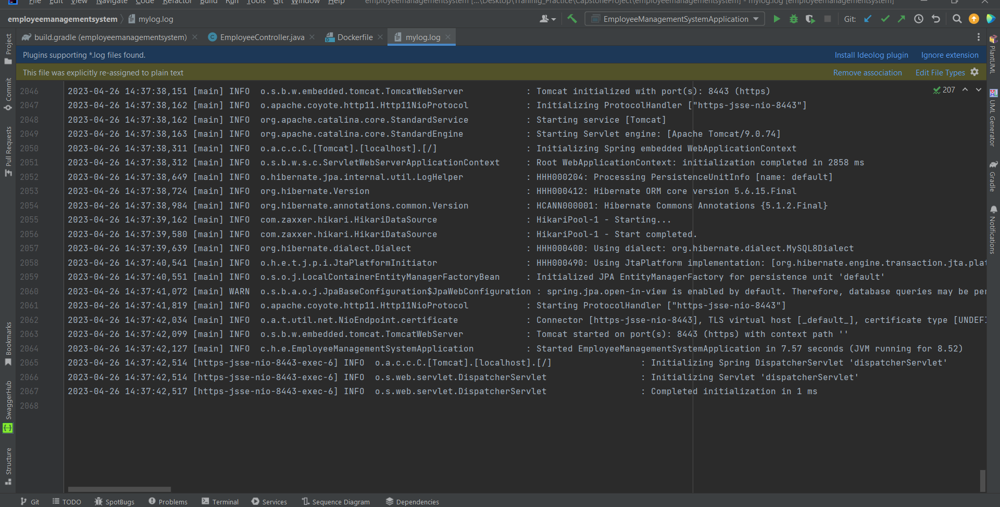 File Edit View Navigate Code Refactor Build Run Tools Git Window Help employeemanagementsystem [...\Desktop\Traninig_Practice\CapstoneProject\employeemanagementsystem] - mylog.log [employeemanagementsystem]
employeemanagementsystem mylog.log EmployeeManagementSystemApplication Git:
build.gradle (employeemanagementsystem) EmployeeController.java Dockerfile mylog.log
Plugins supporting *.log files found. Install Ideolog plugin Ignore extension
This file was explicitly re-assigned to plain text Remove association Edit File Types
207
2046 2023-04-26 14:37:38,151 [main] INFO o.s.b.w.embedded.tomcat.TomcatWebServer : Tomcat initialized with port(s): 8443 (https)
2047 2023-04-26 14:37:38,162 [main] INFO o.apache.coyote.http11.Http11NioProtocol : Initializing ProtocolHandler ["https-jsse-nio-8443"]
2048 2023-04-26 14:37:38,162 [main] INFO org.apache.catalina.core.StandardService : Starting service [Tomcat]
2049 2023-04-26 14:37:38,163 [main] INFO org.apache.catalina.core.StandardEngine : Starting Servlet engine: [Apache Tomcat/9.0.74]
2050 2023-04-26 14:37:38,311 [main] INFO o.a.c.c.C.[Tomcat].[localhost].[/] : Initializing Spring embedded WebApplicationContext
2051 2023-04-26 14:37:38,312 [main] INFO o.s.b.w.s.c.ServletWebServerApplicationContext : Root WebApplicationContext: initialization completed in 2858 ms
2052 2023-04-26 14:37:38,649 [main] INFO o.hibernate.jpa.internal.util.LogHelper : HHH000204: Processing PersistenceUnitInfo [name: default]
2053 2023-04-26 14:37:38,724 [main] INFO org.hibernate.Version : HHH000412: Hibernate ORM core version 5.6.15.Final
2054 2023-04-26 14:37:38,984 [main] INFO org.hibernate.annotations.common.Version : HCANN000001: Hibernate Commons Annotations {5.1.2.Final}
2055 2023-04-26 14:37:39,162 [main] INFO com.zaxxer.hikari.HikariDataSource : HikariPool-1 - Starting...
2056 2023-04-26 14:37:39,580 [main] INFO com.zaxxer.hikari.HikariDataSource : HikariPool-1 - Start completed.
2057 2023-04-26 14:37:39,639 [main] INFO org.hibernate.dialect.Dialect : HHH000400: Using dialect: org.hibernate.dialect.MySQL8Dialect
2058 2023-04-26 14:37:40,541 [main] INFO o.h.e.t.j.p.i.JtaPlatformInitiator : HHH000490: Using JtaPlatform implementation: [org.hibernate.engine.transaction.jta.plat
2059 2023-04-26 14:37:40,551 [main] INFO o.s.o.j.LocalContainerEntityManagerFactoryBean : Initialized JPA EntityManagerFactory for persistence unit 'default'
2060 2023-04-26 14:37:41,072 [main] WARN o.s.b.a.o.j.JpaBaseConfiguration$JpaWebConfiguration : spring.jpa.open-in-view is enabled by default. Therefore, database queries may be per
2061 2023-04-26 14:37:41,819 [main] INFO o.apache.coyote.http11.Http11NioProtocol : Starting ProtocolHandler ["https-jsse-nio-8443"]
2062 2023-04-26 14:37:42,034 [main] INFO o.a.t.util.net.NioEndpoint.certificate : Connector [https-jsse-nio-8443], TLS virtual host [_default_], certificate type [UNDEFI
2063 2023-04-26 14:37:42,099 [main] INFO o.s.b.w.embedded.tomcat.TomcatWebServer : Tomcat started on port(s): 8443 (https) with context path ''
2064 2023-04-26 14:37:42,127 [main] INFO c.h.e.EmployeeManagementSystemApplication : Started EmployeeManagementSystemApplication in 7.57 seconds (JVM running for 8.52)
2065 2023-04-26 14:37:42,514 [https-jsse-nio-8443-exec-6] INFO o.a.c.c.C.[Tomcat].[localhost].[/] : Initializing Spring DispatcherServlet 'dispatcherServlet'
2066 2023-04-26 14:37:42,514 [https-jsse-nio-8443-exec-6] INFO o.s.web.servlet.DispatcherServlet : Initializing Servlet 'dispatcherServlet'
2067 2023-04-26 14:37:42,517 [https-jsse-nio-8443-exec-6] INFO o.s.web.servlet.DispatcherServlet : Completed initialization in 1 ms
2068
Project
Commit
Pull Requests
Bookmarks
SwaggerHub
Structure
PlantUML
UML Generator
Gradle
Notifications
Git TODO SpotBugs Problems Terminal Services Sequence Diagram Dependencies